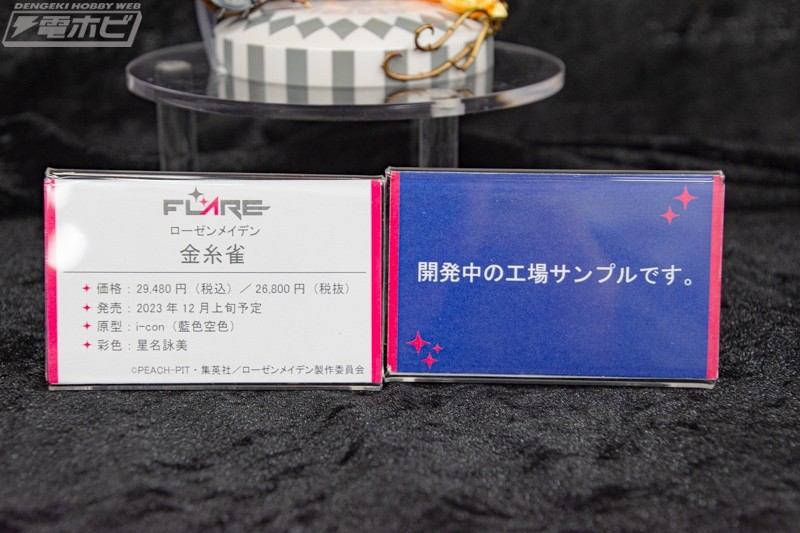 DENGEKI HOBBY WEB
電ホビ
FLARE
ローゼンメイデン
金糸雀
価格：29,480円（税込）／26,800円（税抜）
発売：2023年12月上旬予定
原型：i-con（藍色空色）
彩色：星名詠美
©PEACH-PIT・集英社／ローゼンメイデン製作委員会
開発中の工場サンプルです。